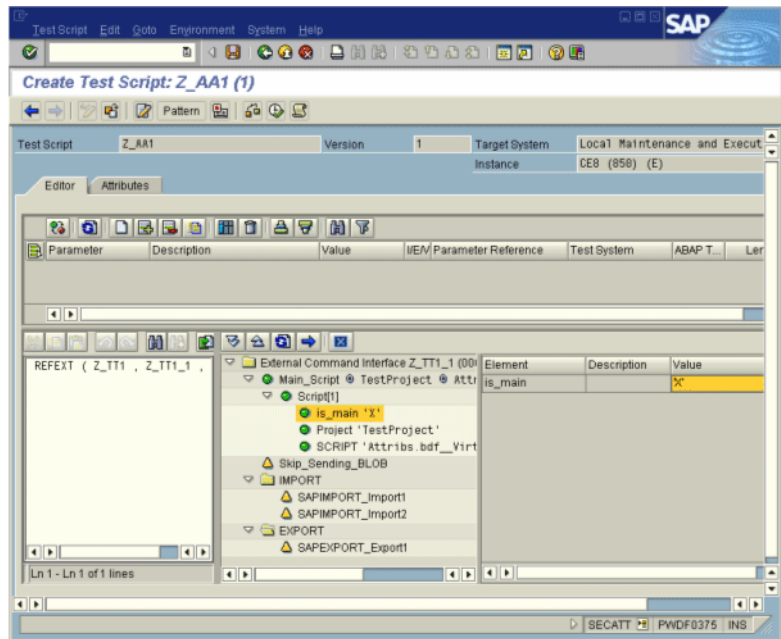 Test Script Edit Goto Environment System Help
SAP
Create Test Script: Z_AA1 (1)
Pattern
Test Script Z_AA1 Version 1 Target System Local Maintenance and Execut
Instance CE8 (850) (E)
Editor Attributes
Parameter Description Value I/E/V Parameter Reference Test System ABAP T... Ler
REFEXT ( Z_TT1 , Z_TT1_1 ,
External Command Interface Z_TT1_1 (00
Main_Script TestProject Attr
Script[1]
is_main 'X'
Project 'TestProject'
SCRIPT 'Attribs.bdf__Virt
Skip_Sending_BLOB
IMPORT
SAPIMPORT_Import1
SAPIMPORT_Import2
EXPORT
SAPEXPORT_Export1
Element Description Value
is_main 'X'
Ln 1 - Ln 1 of 1 lines
SECATT PWDF0375 INS